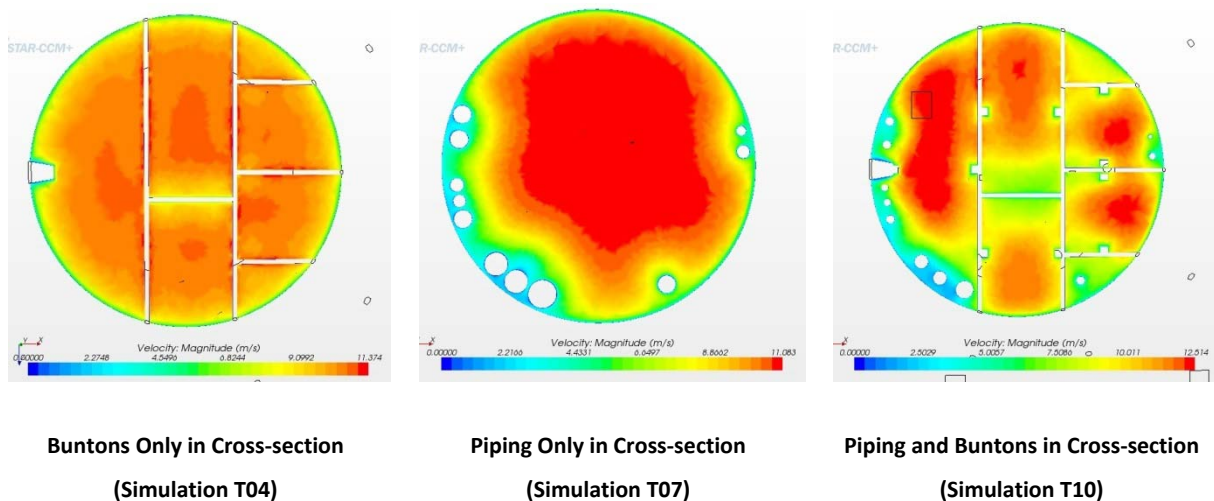 STAR-CCM+
Y X
Velocity: Magnitude (m/s)
0.00000 2.2748 4.5496 6.8244 9.0992 11.374
R-CCM+
X
Velocity: Magnitude (m/s)
0.00000 2.2166 4.4331 6.6497 8.8662 11.083
R-CCM+
X
Velocity: Magnitude (m/s)
0.00000 2.5029 5.0057 7.5086 10.011 12.514
Buntons Only in Cross-section
(Simulation T04)
Piping Only in Cross-section
(Simulation T07)
Piping and Buntons in Cross-section
(Simulation T10)